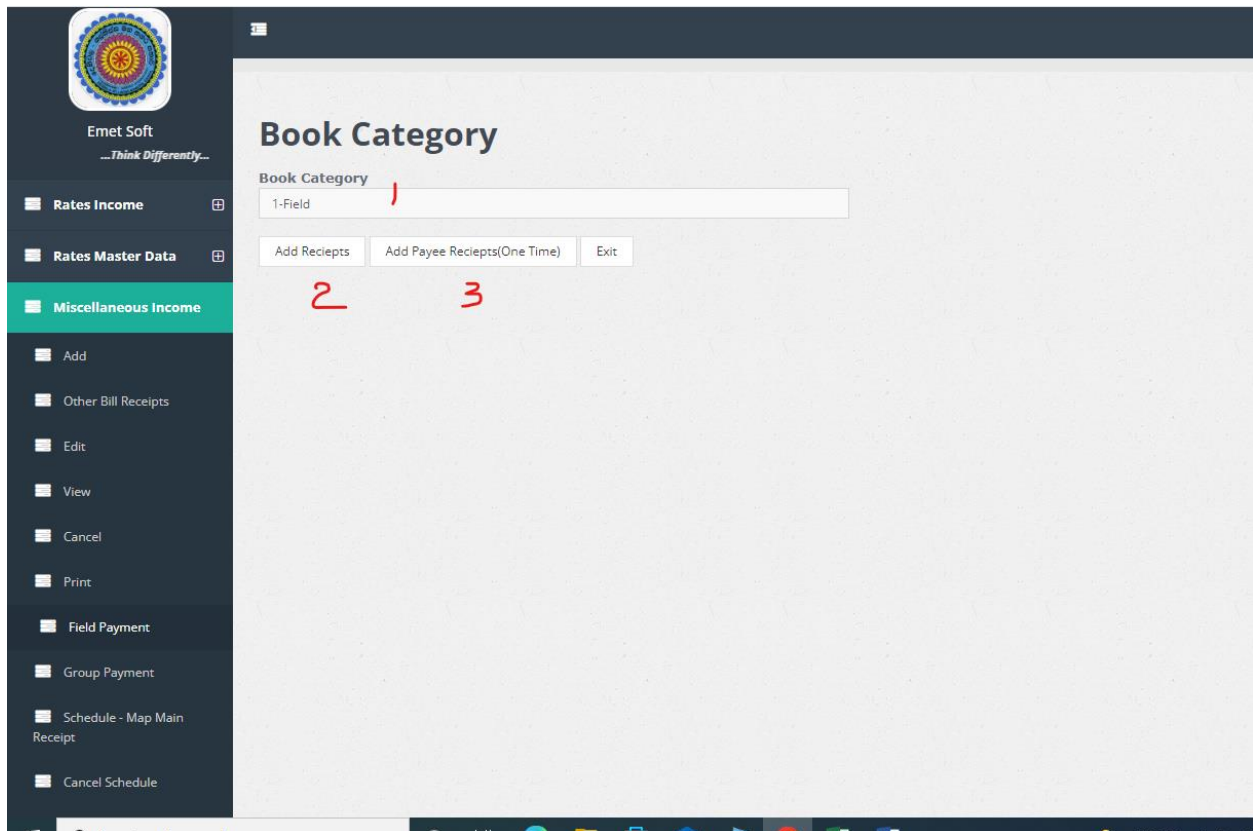 Emet Soft
...Think Differently...
Rates Income
Rates Master Data
Miscellaneous Income
Add
Other Bill Receipts
Edit
View
Cancel
Print
Field Payment
Group Payment
Schedule - Map Main
Receipt
Cancel Schedule
Book Category
Book Category
1
1-Field
Add Reciepts
Add Payee Reciepts(One Time)
Exit
2
3